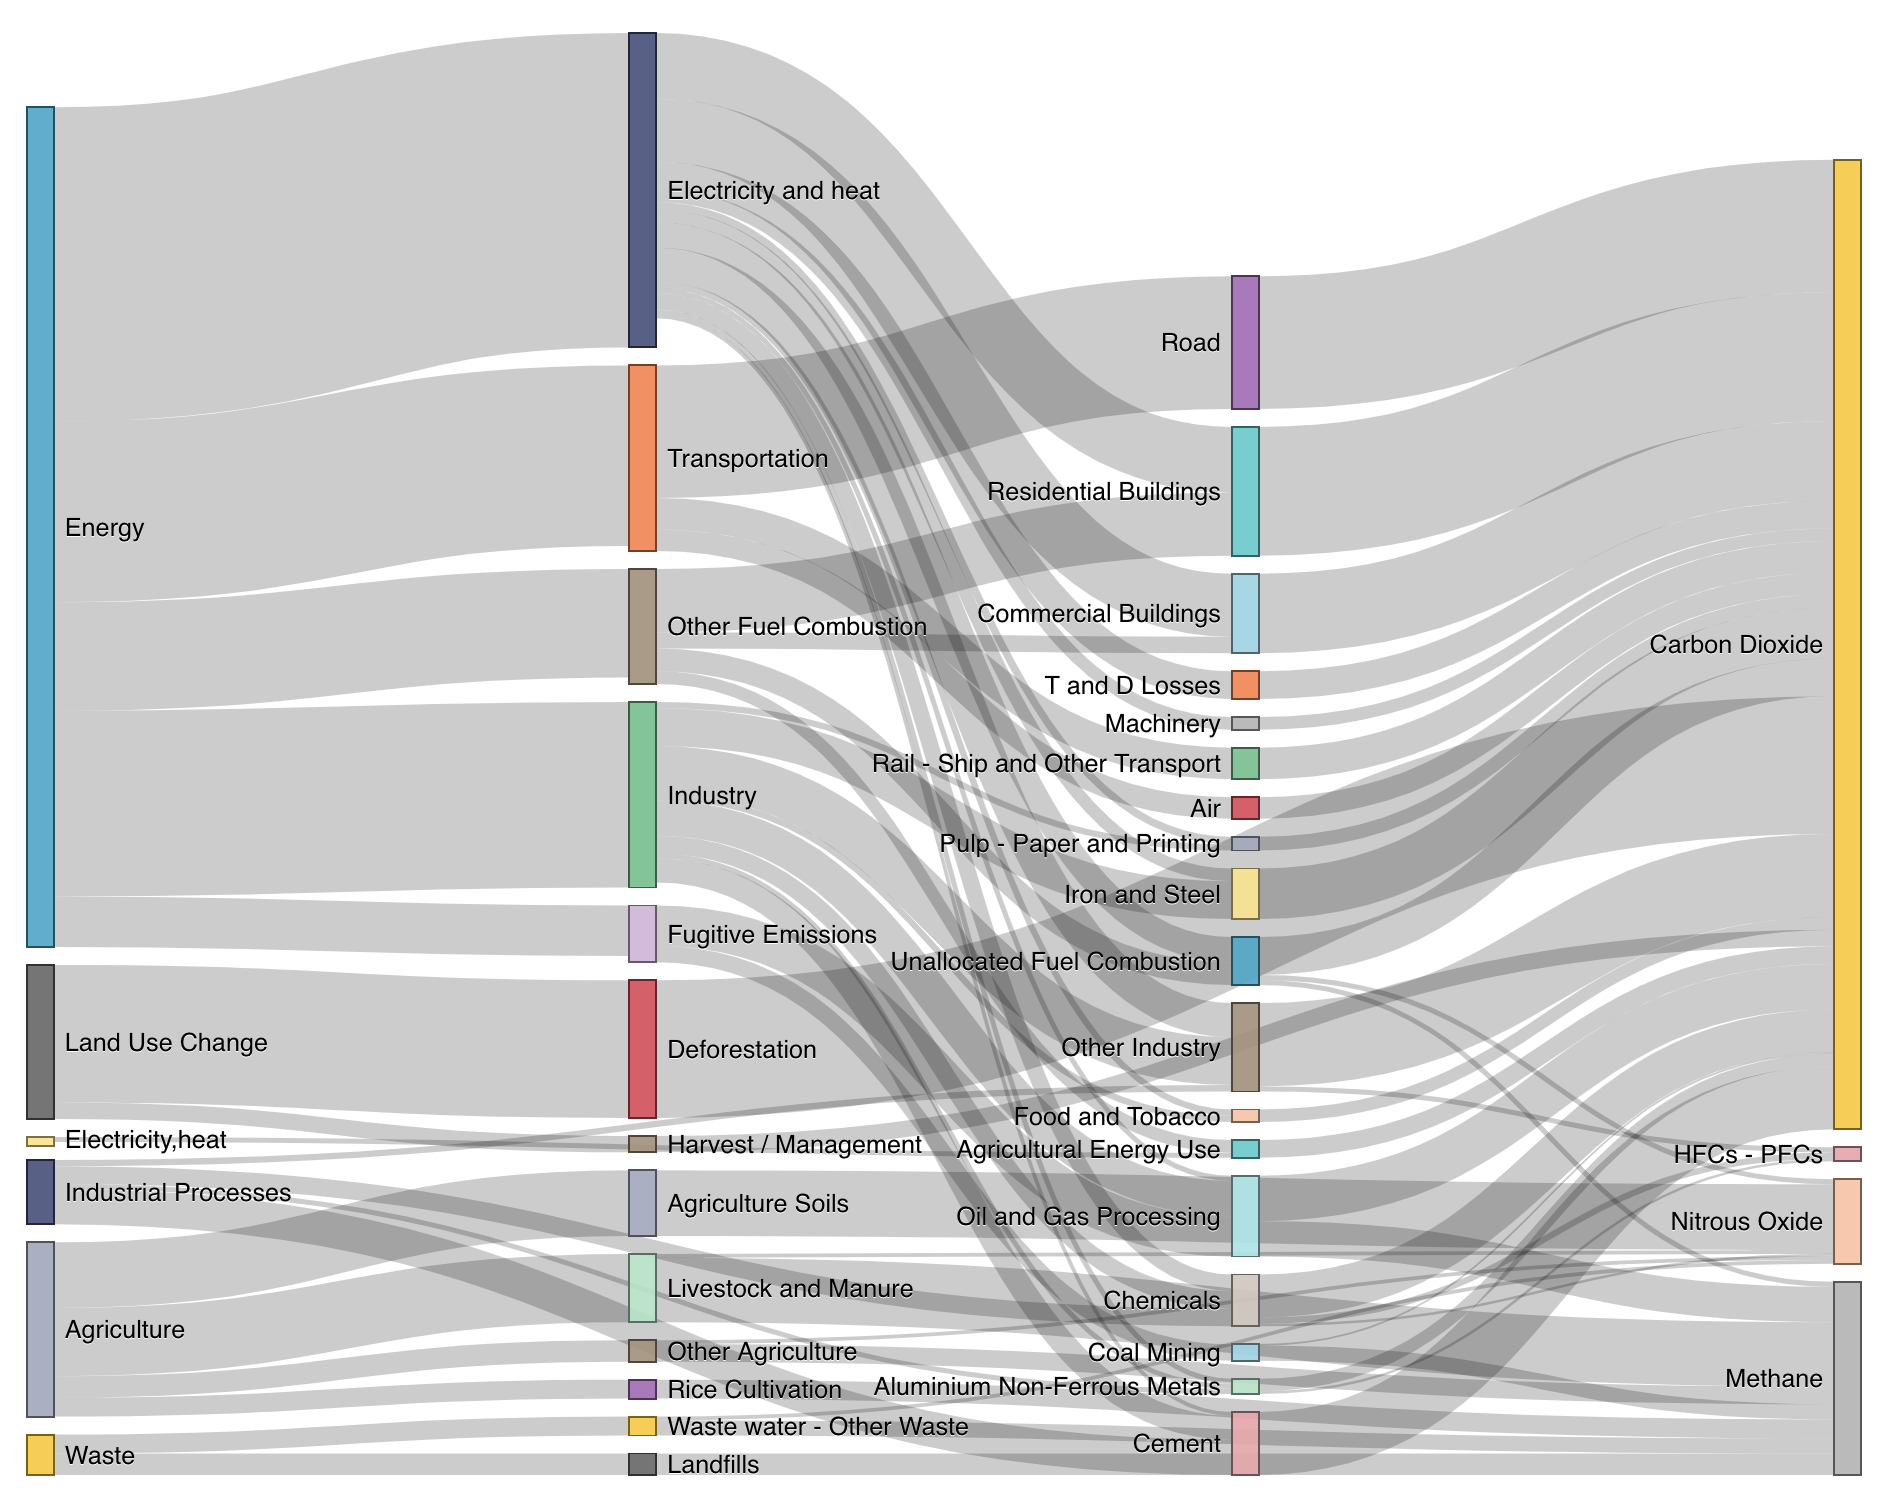 Energy
Land Use Change
Electricity,heat
Industrial Processes
Agriculture
Waste
Electricity and heat
Transportation
Other Fuel Combustion
Industry
Fugitive Emissions
Deforestation
Harvest / Management
Agriculture Soils
Livestock and Manure
Other Agriculture
Rice Cultivation
Waste water - Other Waste
Landfills
Road
Residential Buildings
Commercial Buildings
T and D Losses
Machinery
Rail - Ship and Other Transport
Air
Pulp - Paper and Printing
Iron and Steel
Unallocated Fuel Combustion
Other Industry
Food and Tobacco
Agricultural Energy Use
Oil and Gas Processing
Chemicals
Coal Mining
Aluminium Non-Ferrous Metals
Cement
Carbon Dioxide
HFCs - PFCs
Nitrous Oxide
Methane